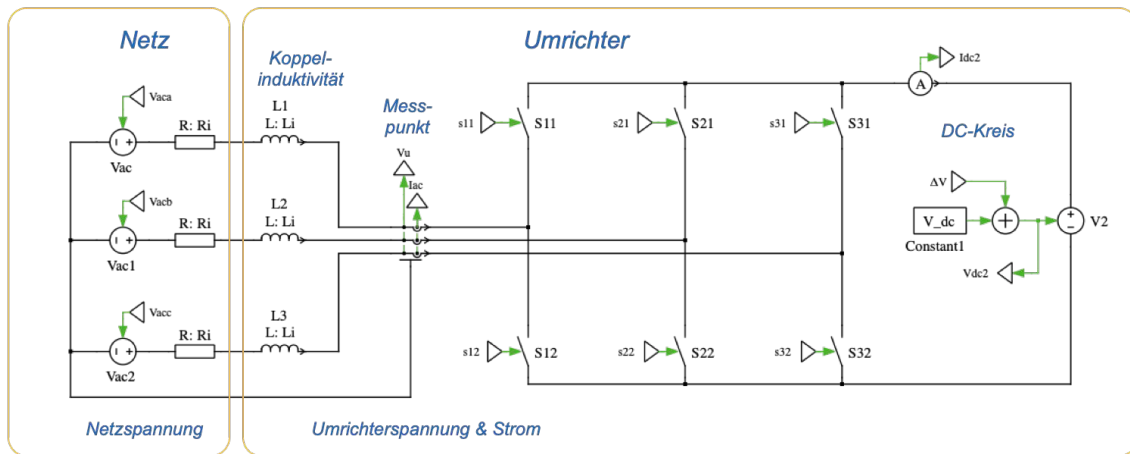 Netz
Umrichter
Koppel-
induktivität
Mess-
punkt
DC-Kreis
Idc2
A
Vaca
R: Ri
L1
L: Li
Vac
s11
S11
s21
S21
s31
S31
Vu
Iac
Vacb
R: Ri
L2
L: Li
Vac1
ΔV
V_dc
Constant1
V2
Vdc2
Vacc
R: Ri
L3
L: Li
Vac2
s12
S12
s22
S22
s32
S32
Netzspannung
Umrichterspannung & Strom